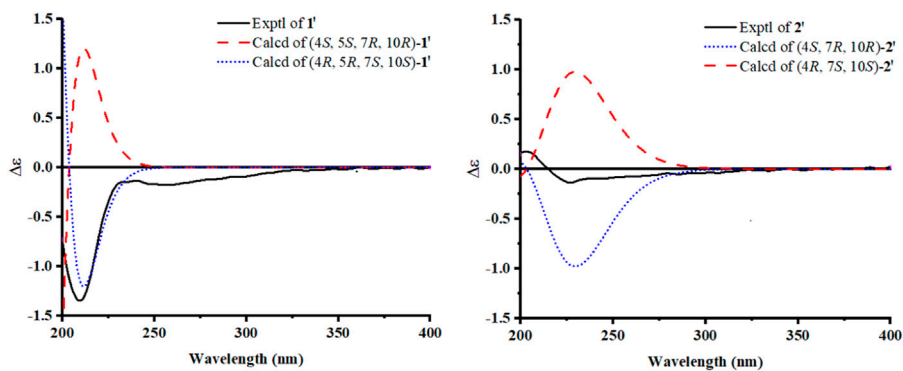 Exptl of 1'
Calcd of (4S, 5S, 7R, 10R)-1'
Calcd of (4R, 5R, 7S, 10S)-1'
1.5
1.0
0.5
0.0
-0.5
-1.0
-1.5
Δε
200
250
300
350
400
Wavelength (nm)
Exptl of 2'
Calcd of (4S, 7R, 10R)-2'
Calcd of (4R, 7S, 10S)-2'
1.5
1.0
0.5
0.0
-0.5
-1.0
-1.5
Δε
200
250
300
350
400
Wavelength (nm)